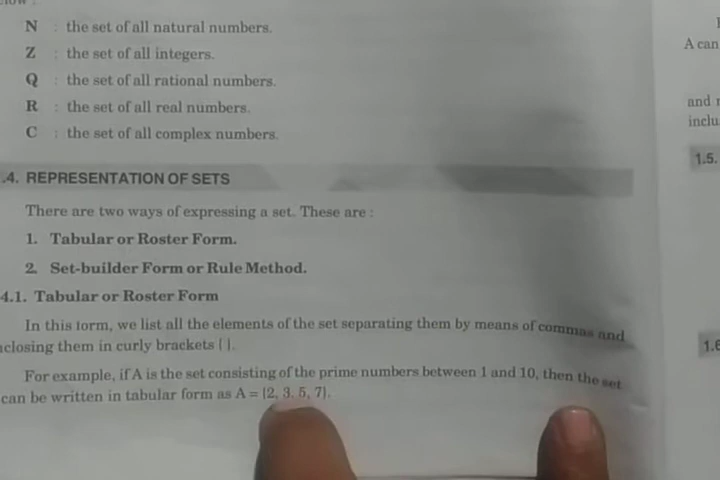 N : the set of all natural numbers.
Z : the set of all integers.
Q : the set of all rational numbers.
R : the set of all real numbers.
C : the set of all complex numbers.
.4. REPRESENTATION OF SETS
There are two ways of expressing a set. These are :
1. Tabular or Roster Form.
2. Set-builder Form or Rule Method.
4.1. Tabular or Roster Form
In this form, we list all the elements of the set separating them by means of commas and
nclosing them in curly brackets { }.
For example, if A is the set consisting of the prime numbers between 1 and 10, then the set
can be written in tabular form as A = {2, 3, 5, 7}.
A can
and
inclu
1.5.
1.6